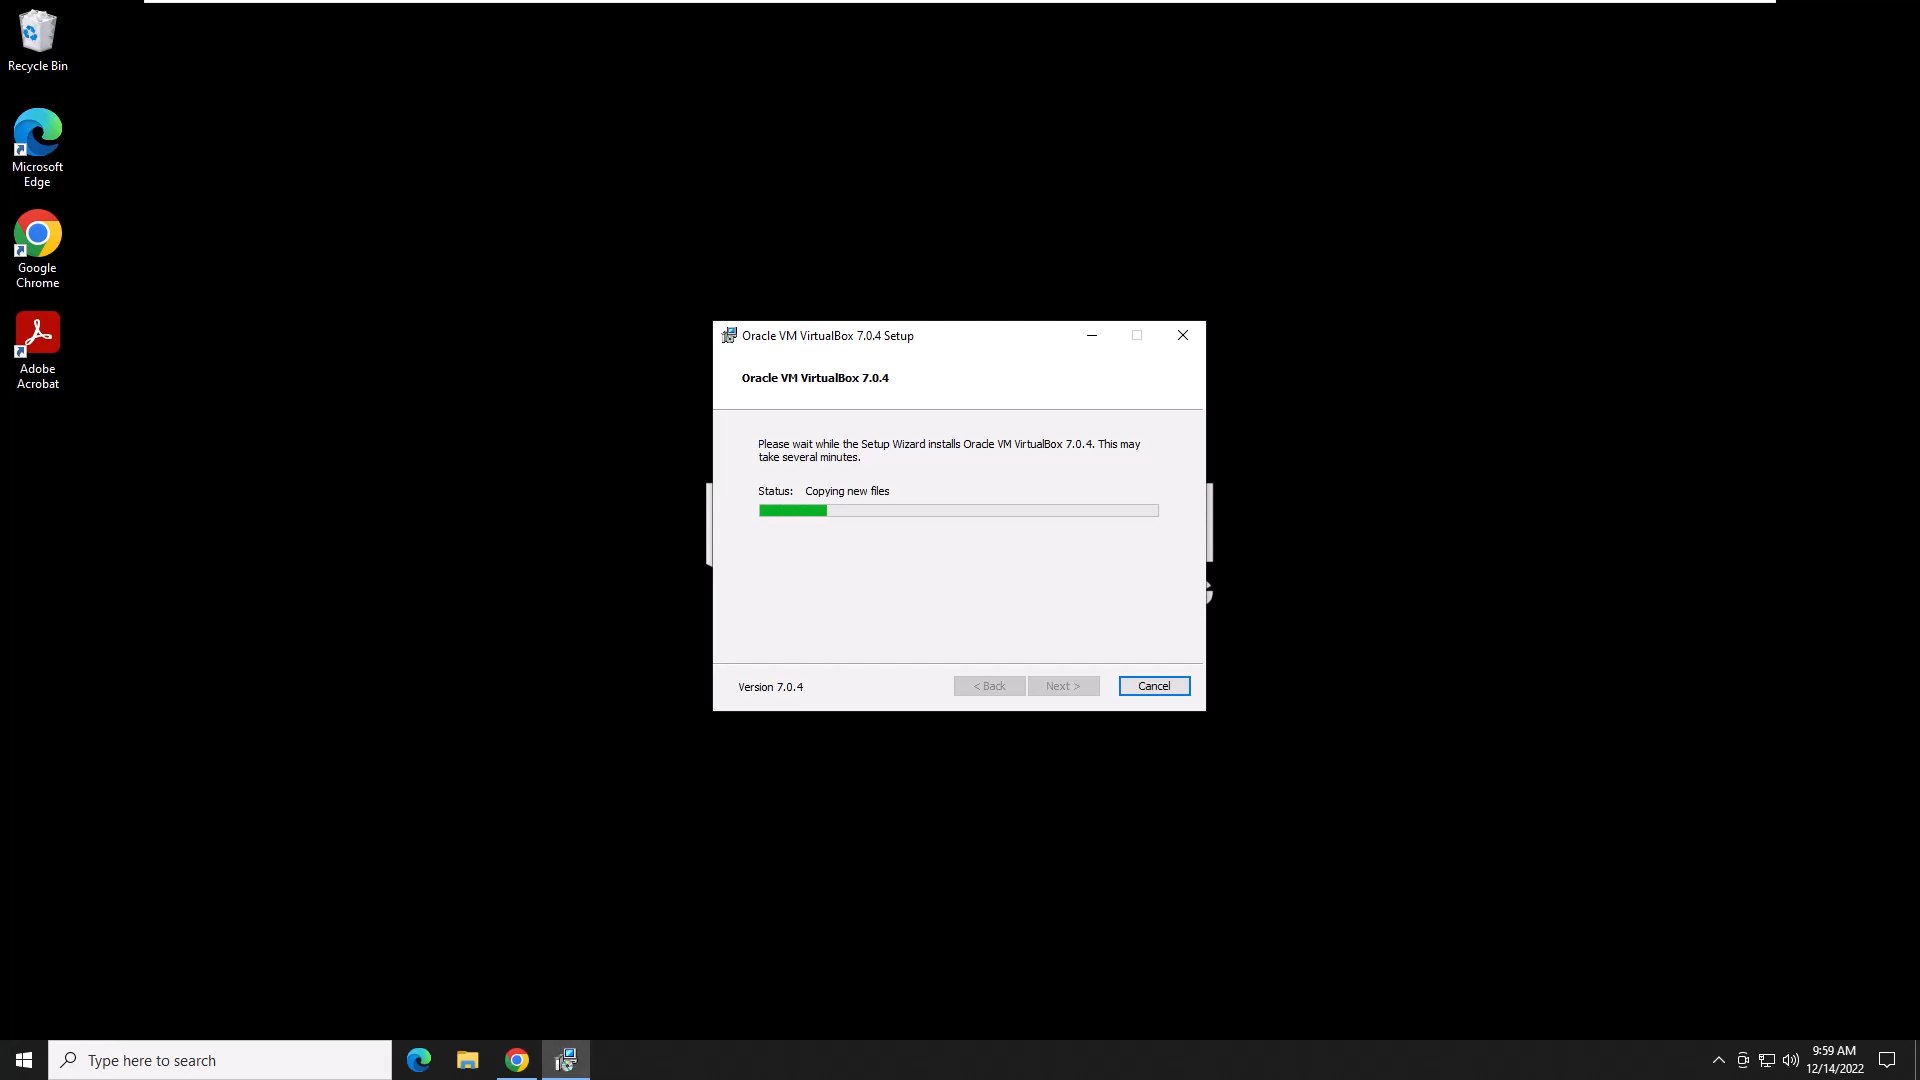 Recycle Bin
Microsoft
Edge
Google
Chrome
Adobe
Acrobat
Oracle VM VirtualBox 7.0.4 Setup
Oracle VM VirtualBox 7.0.4
Please wait while the Setup Wizard installs Oracle VM VirtualBox 7.0.4. This may
take several minutes.
Status: Copying new files
Version 7.0.4
< Back
Next >
Cancel
Type here to search
9:59 AM
12/14/2022